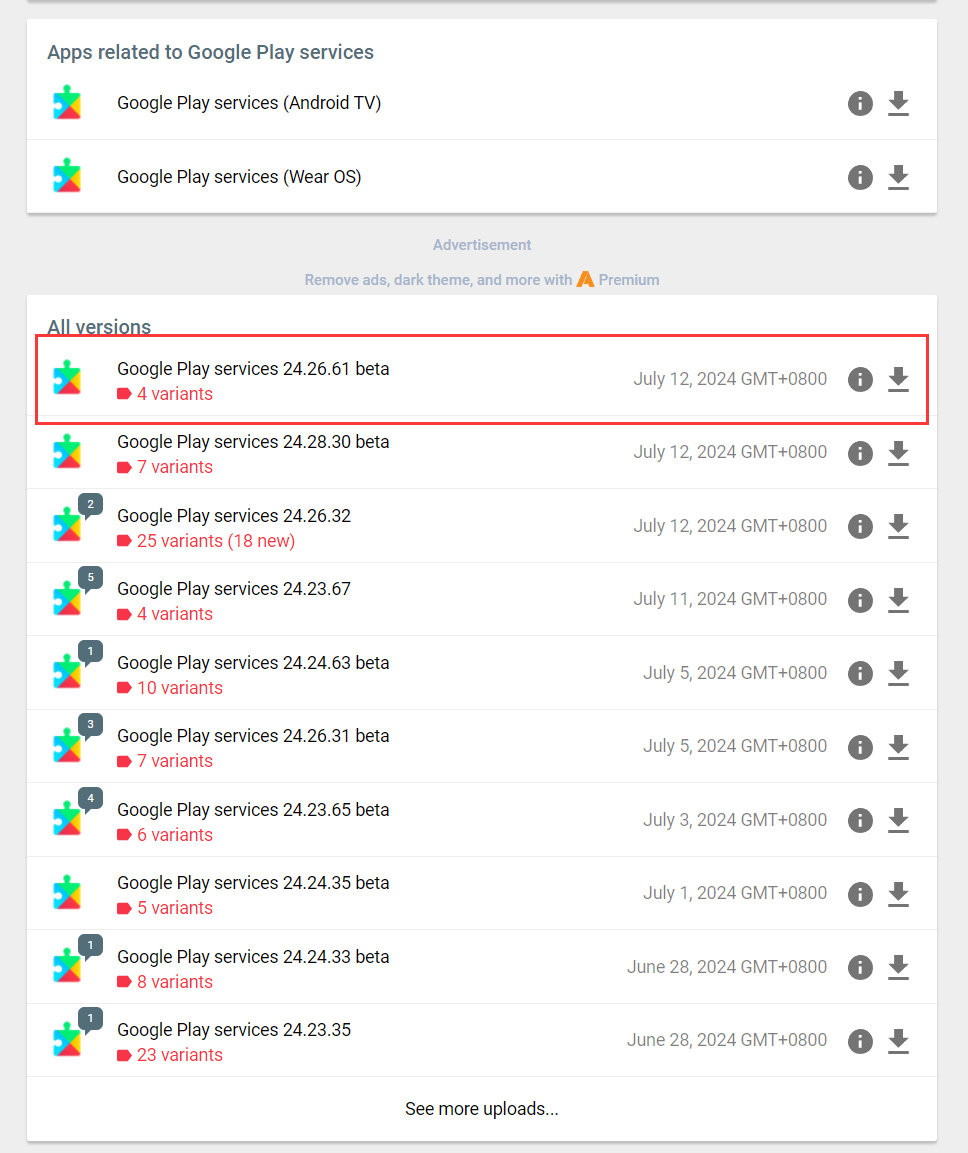 Apps related to Google Play services
Google Play services (Android TV)
Google Play services (Wear OS)
Advertisement
Remove ads, dark theme, and more with Premium
All versions
Google Play services 24.26.61 beta
4 variants
July 12, 2024 GMT+0800
Google Play services 24.28.30 beta
7 variants
July 12, 2024 GMT+0800
2
Google Play services 24.26.32
25 variants (18 new)
July 12, 2024 GMT+0800
5
Google Play services 24.23.67
4 variants
July 11, 2024 GMT+0800
1
Google Play services 24.24.63 beta
10 variants
July 5, 2024 GMT+0800
3
Google Play services 24.26.31 beta
7 variants
July 5, 2024 GMT+0800
4
Google Play services 24.23.65 beta
6 variants
July 3, 2024 GMT+0800
Google Play services 24.24.35 beta
5 variants
July 1, 2024 GMT+0800
1
Google Play services 24.24.33 beta
8 variants
June 28, 2024 GMT+0800
1
Google Play services 24.23.35
23 variants
June 28, 2024 GMT+0800
See more uploads...